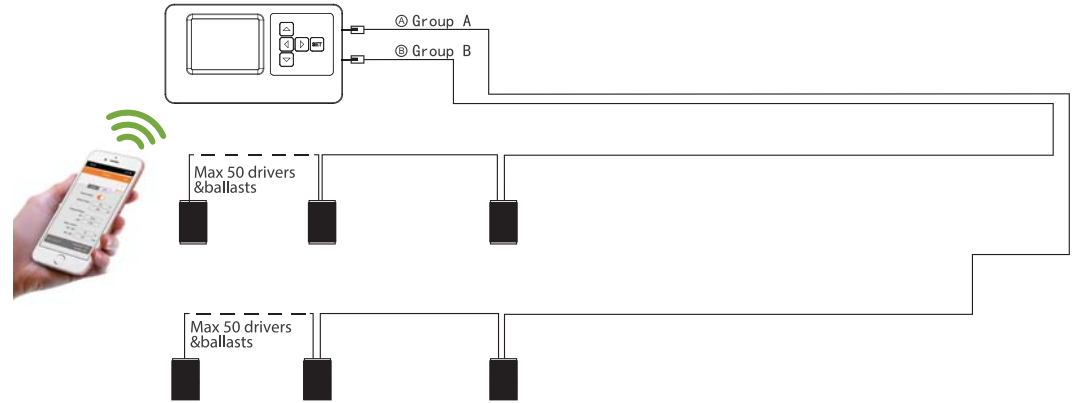 Ⓐ Group A
SET
Ⓑ Group B
Max 50 drivers
&ballasts
Max 50 drivers
&ballasts